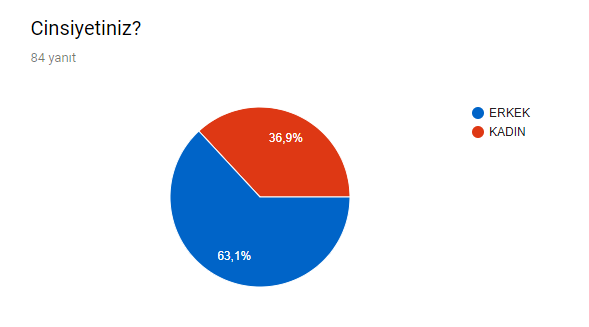 Cinsiyetiniz?
84 yanıt
ERKEK
KADIN
36,9%
63,1%